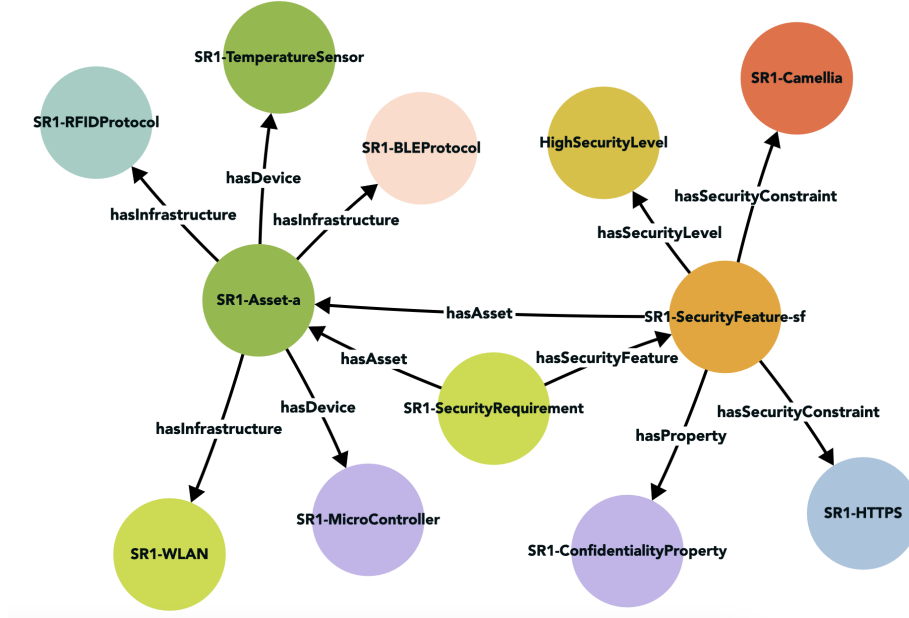 SR1-TemperatureSensor
SR1-Camellia
SR1-RFIDProtocol
SR1-BLEProtocol
HighSecurityLevel
hasDevice
hasSecurityConstraint
hasInfrastructure
hasInfrastructure
hasSecurityLevel
SR1-Asset-a
hasAsset
SR1-SecurityFeature-sf
hasAsset
hasSecurityFeature
hasDevice
SR1-SecurityRequirement
hasSecurityConstraint
hasInfrastructure
hasProperty
SR1-MicroController
SR1-HTTPS
SR1-WLAN
SR1-ConfidentialityProperty